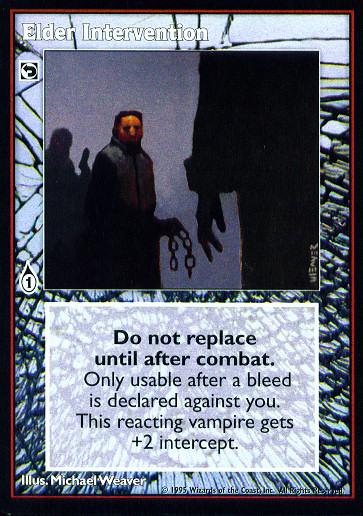 Elder Intervention
WEAVER
1
Do not replace
until after combat.
Only usable after a bleed
is declared against you.
This reacting vampire gets
+2 intercept.
Illus. Michael Weaver
© 1995 Wizards of the Coast, Inc. All Rights Reserved.